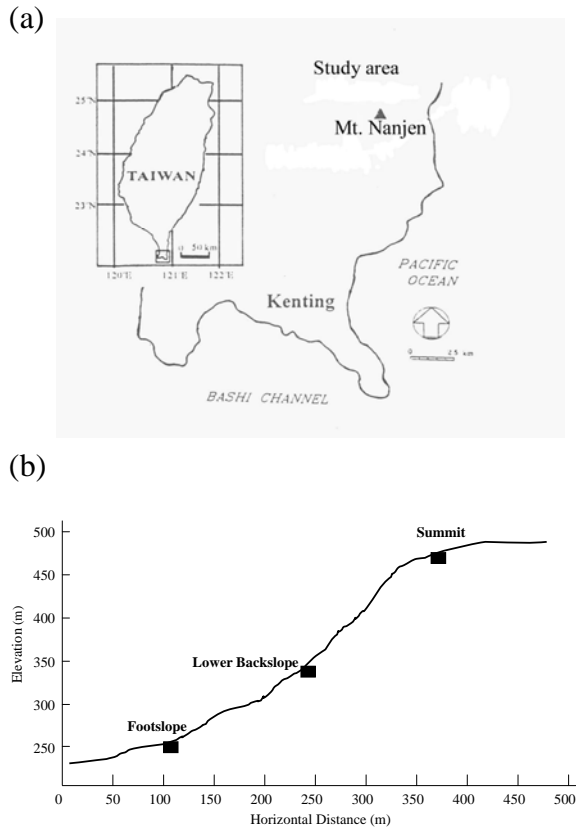 (a)
Study area
Mt. Nanjen
25°N
24°N
TAIWAN
23°N
0 50 km
120°E 121°E 122°E
PACIFIC
OCEAN
Kenting
0 25 km
BASHI CHANNEL
(b)
500
Summit
450
400
Elevation (m)
350
Lower Backslope
300
Footslope
250
0 50 100 150 200 250 300 350 400 450 500
Horizontal Distance (m)